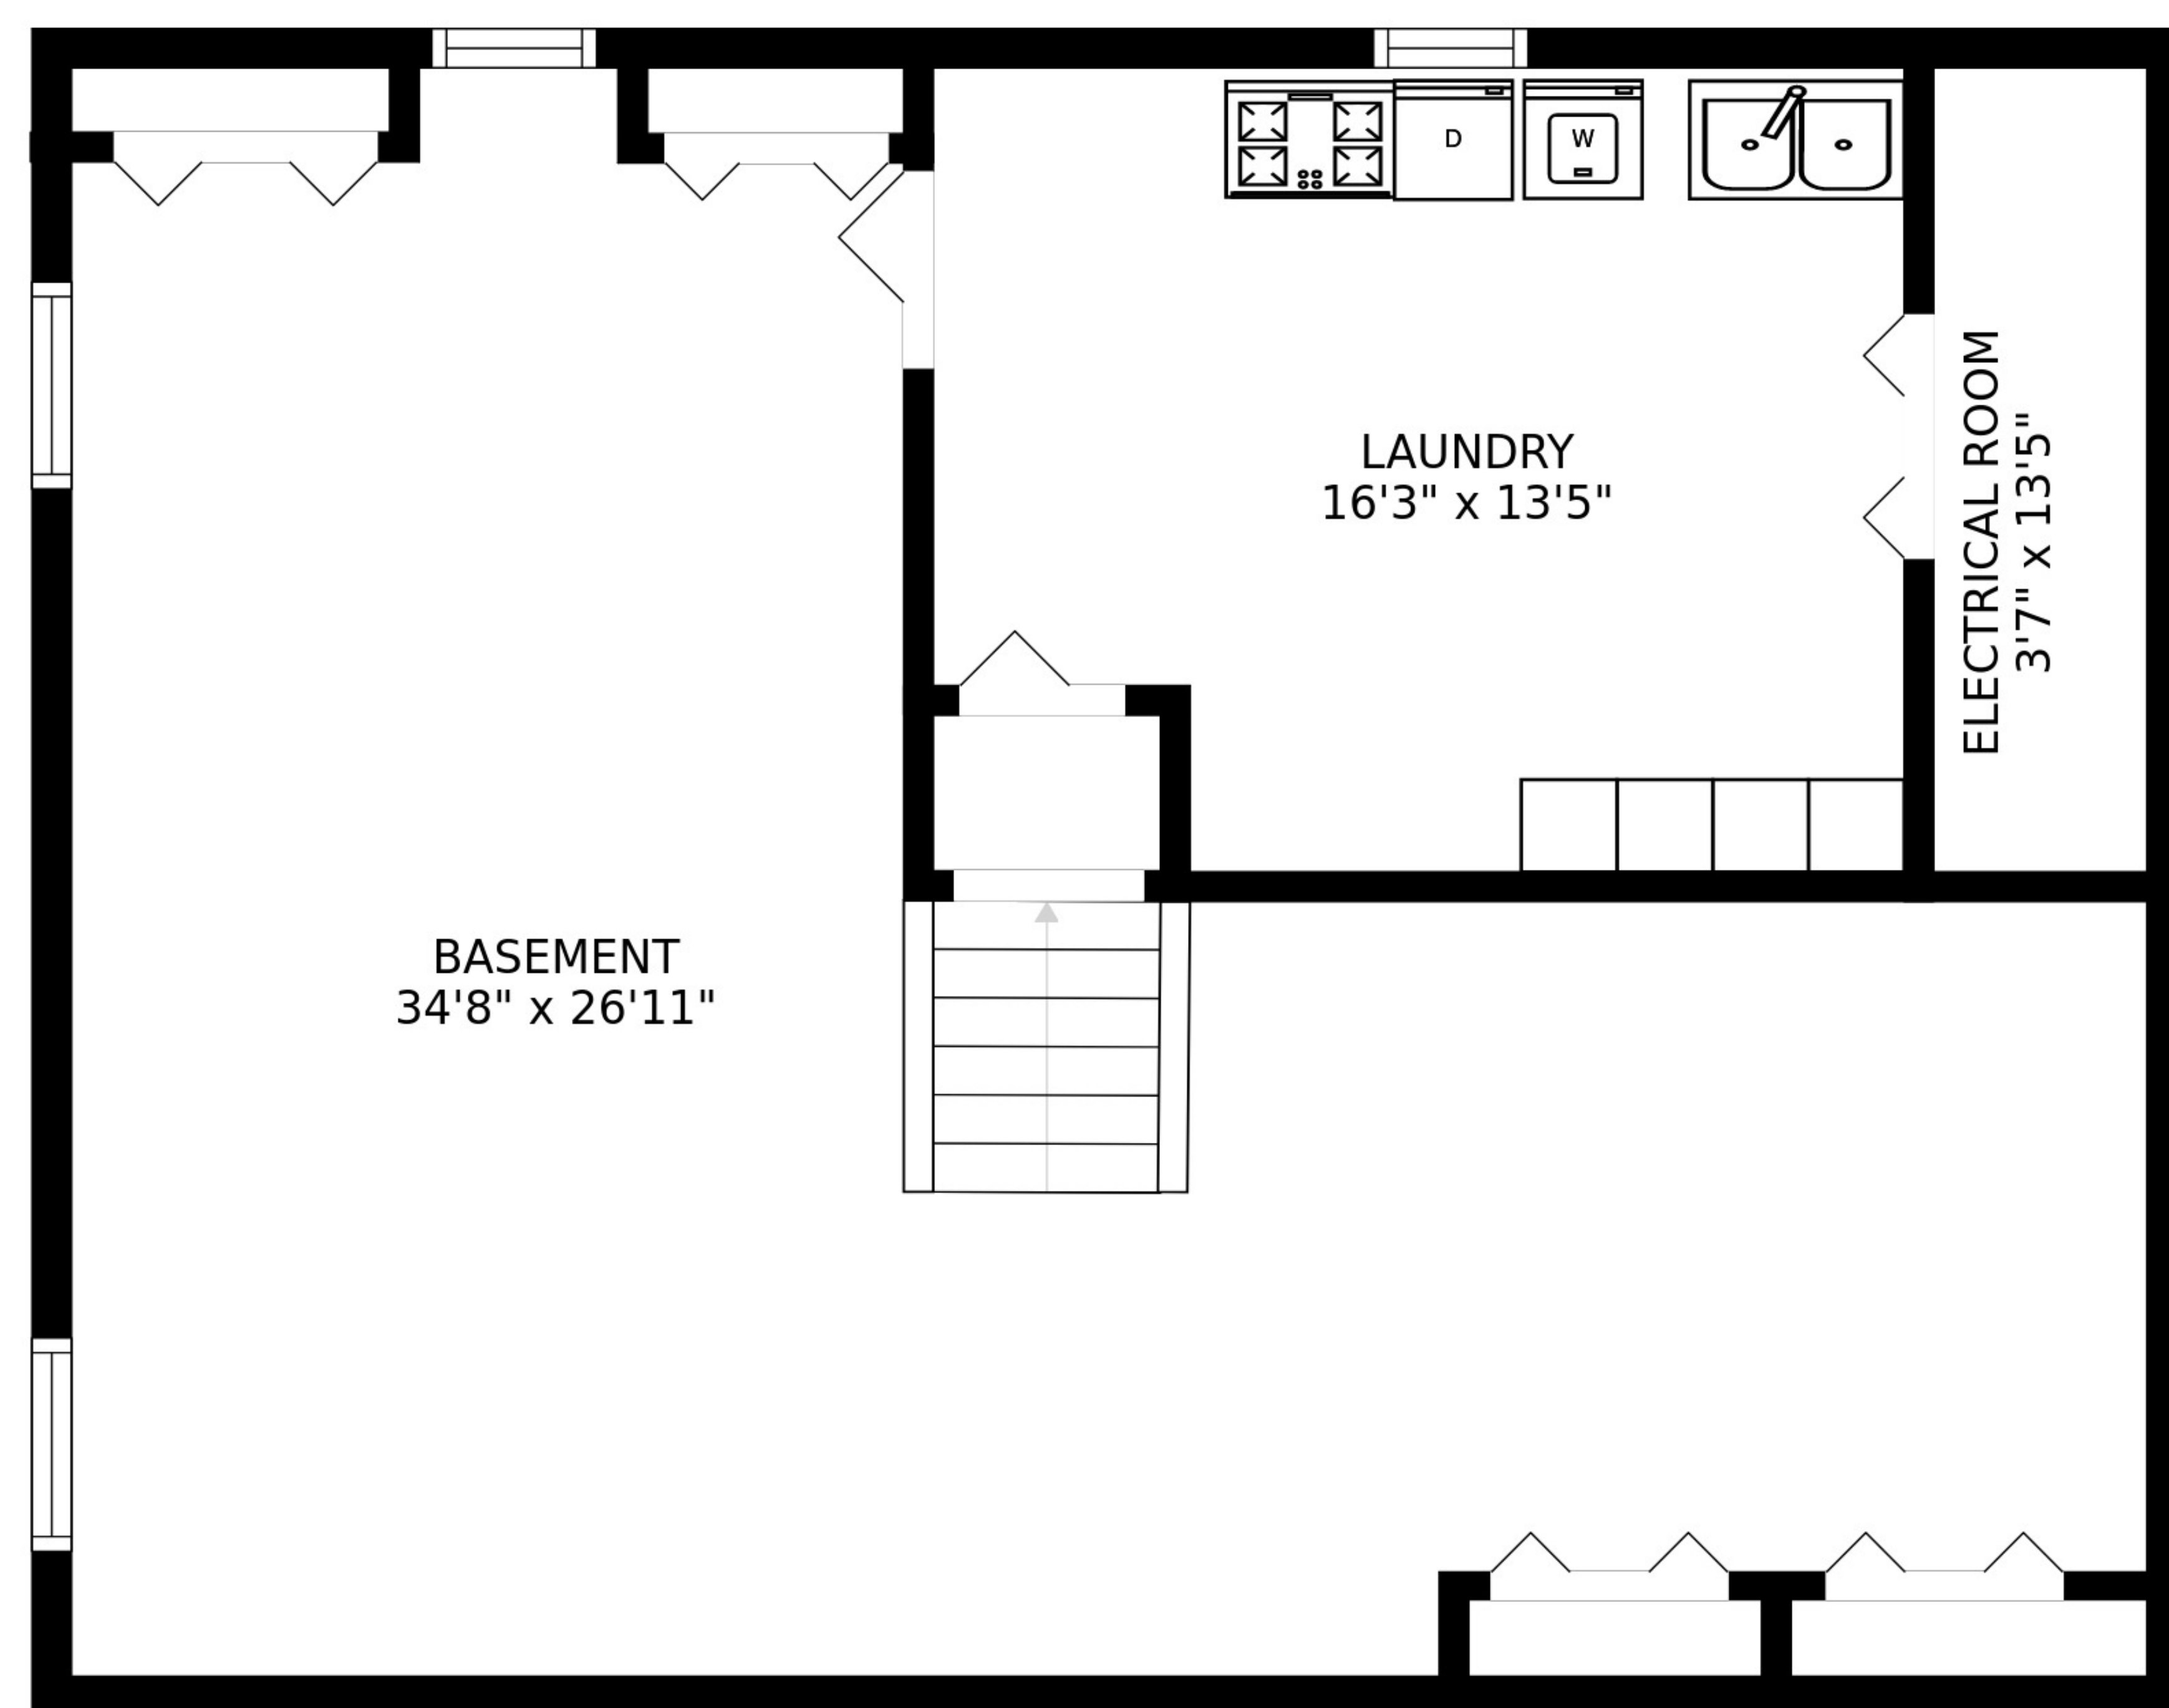 D
W
LAUNDRY
16'3" x 13'5"
ELECTRICAL ROOM
3'7" x 13'5"
BASEMENT
34'8" x 26'11"